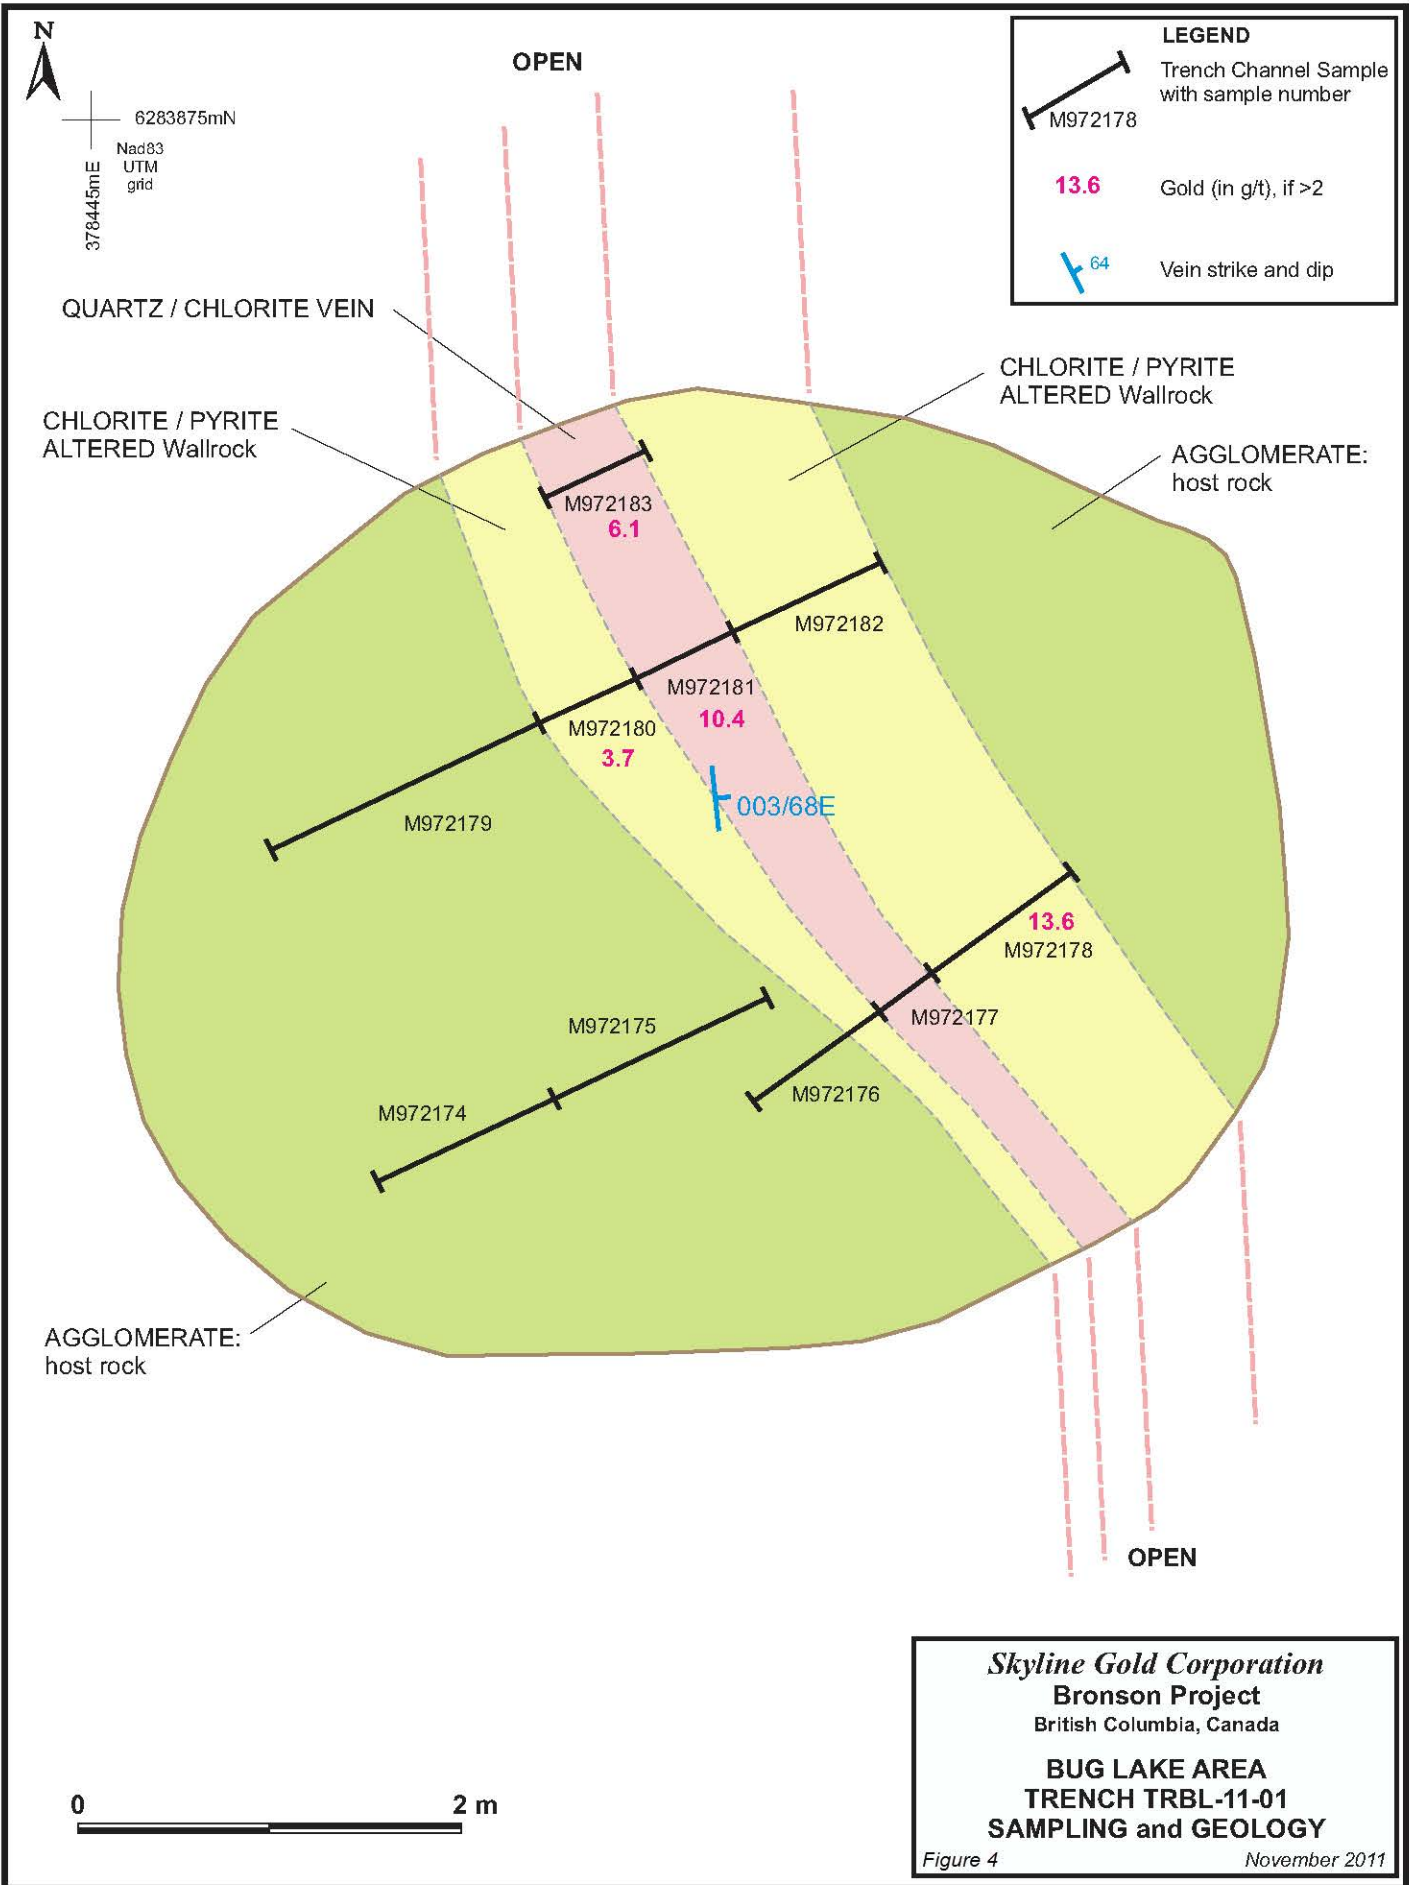 N
6283875mN
Nad83
UTM
grid
378445mE
OPEN
LEGEND
Trench Channel Sample
with sample number
M972178
13.6
Gold (in g/t), if >2
64
Vein strike and dip
QUARTZ / CHLORITE VEIN
CHLORITE / PYRITE
ALTERED Wallrock
CHLORITE / PYRITE
ALTERED Wallrock
AGGLOMERATE:
host rock
M972183
6.1
M972182
M972181
10.4
M972180
3.7
003/68E
M972179
13.6
M972178
M972177
M972175
M972176
M972174
AGGLOMERATE:
host rock
OPEN
0
2 m
Skyline Gold Corporation
Bronson Project
British Columbia, Canada
BUG LAKE AREA
TRENCH TRBL-11-01
SAMPLING and GEOLOGY
Figure 4
November 2011